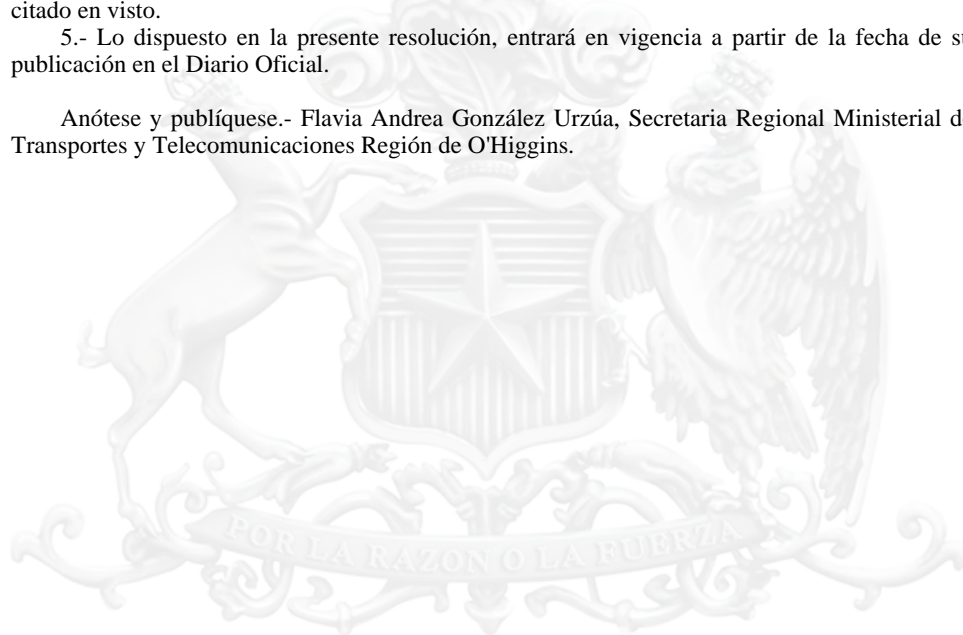 citado en visto.
5.- Lo dispuesto en la presente resolución, entrará en vigencia a partir de la fecha de su
publicación en el Diario Oficial.
Anótese y publíquese.- Flavia Andrea González Urzúa, Secretaria Regional Ministerial de
Transportes y Telecomunicaciones Región de O'Higgins.
POR LA RAZON O LA FUERZA